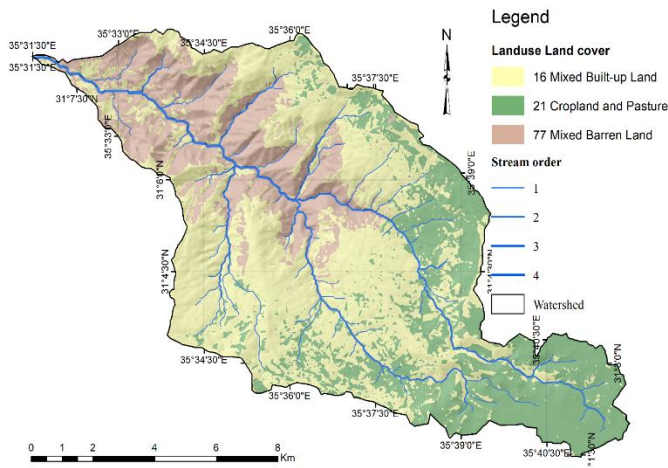 Legend
Landuse Land cover
16 Mixed Built-up Land
21 Cropland and Pasture
77 Mixed Barren Land
Stream order
1
2
3
4
Watershed
N
35°31'30"E
35°31'30"E
35°33'0"E
35°34'30"E
35°36'0"E
35°37'30"E
31°7'30"N
35°33'0"E
31°6'0"N
35°39'0"E
31°4'30"N
35°34'30"E
35°36'0"E
35°37'30"E
35°39'0"E
35°40'30"E
0 2 4 6 8
Km